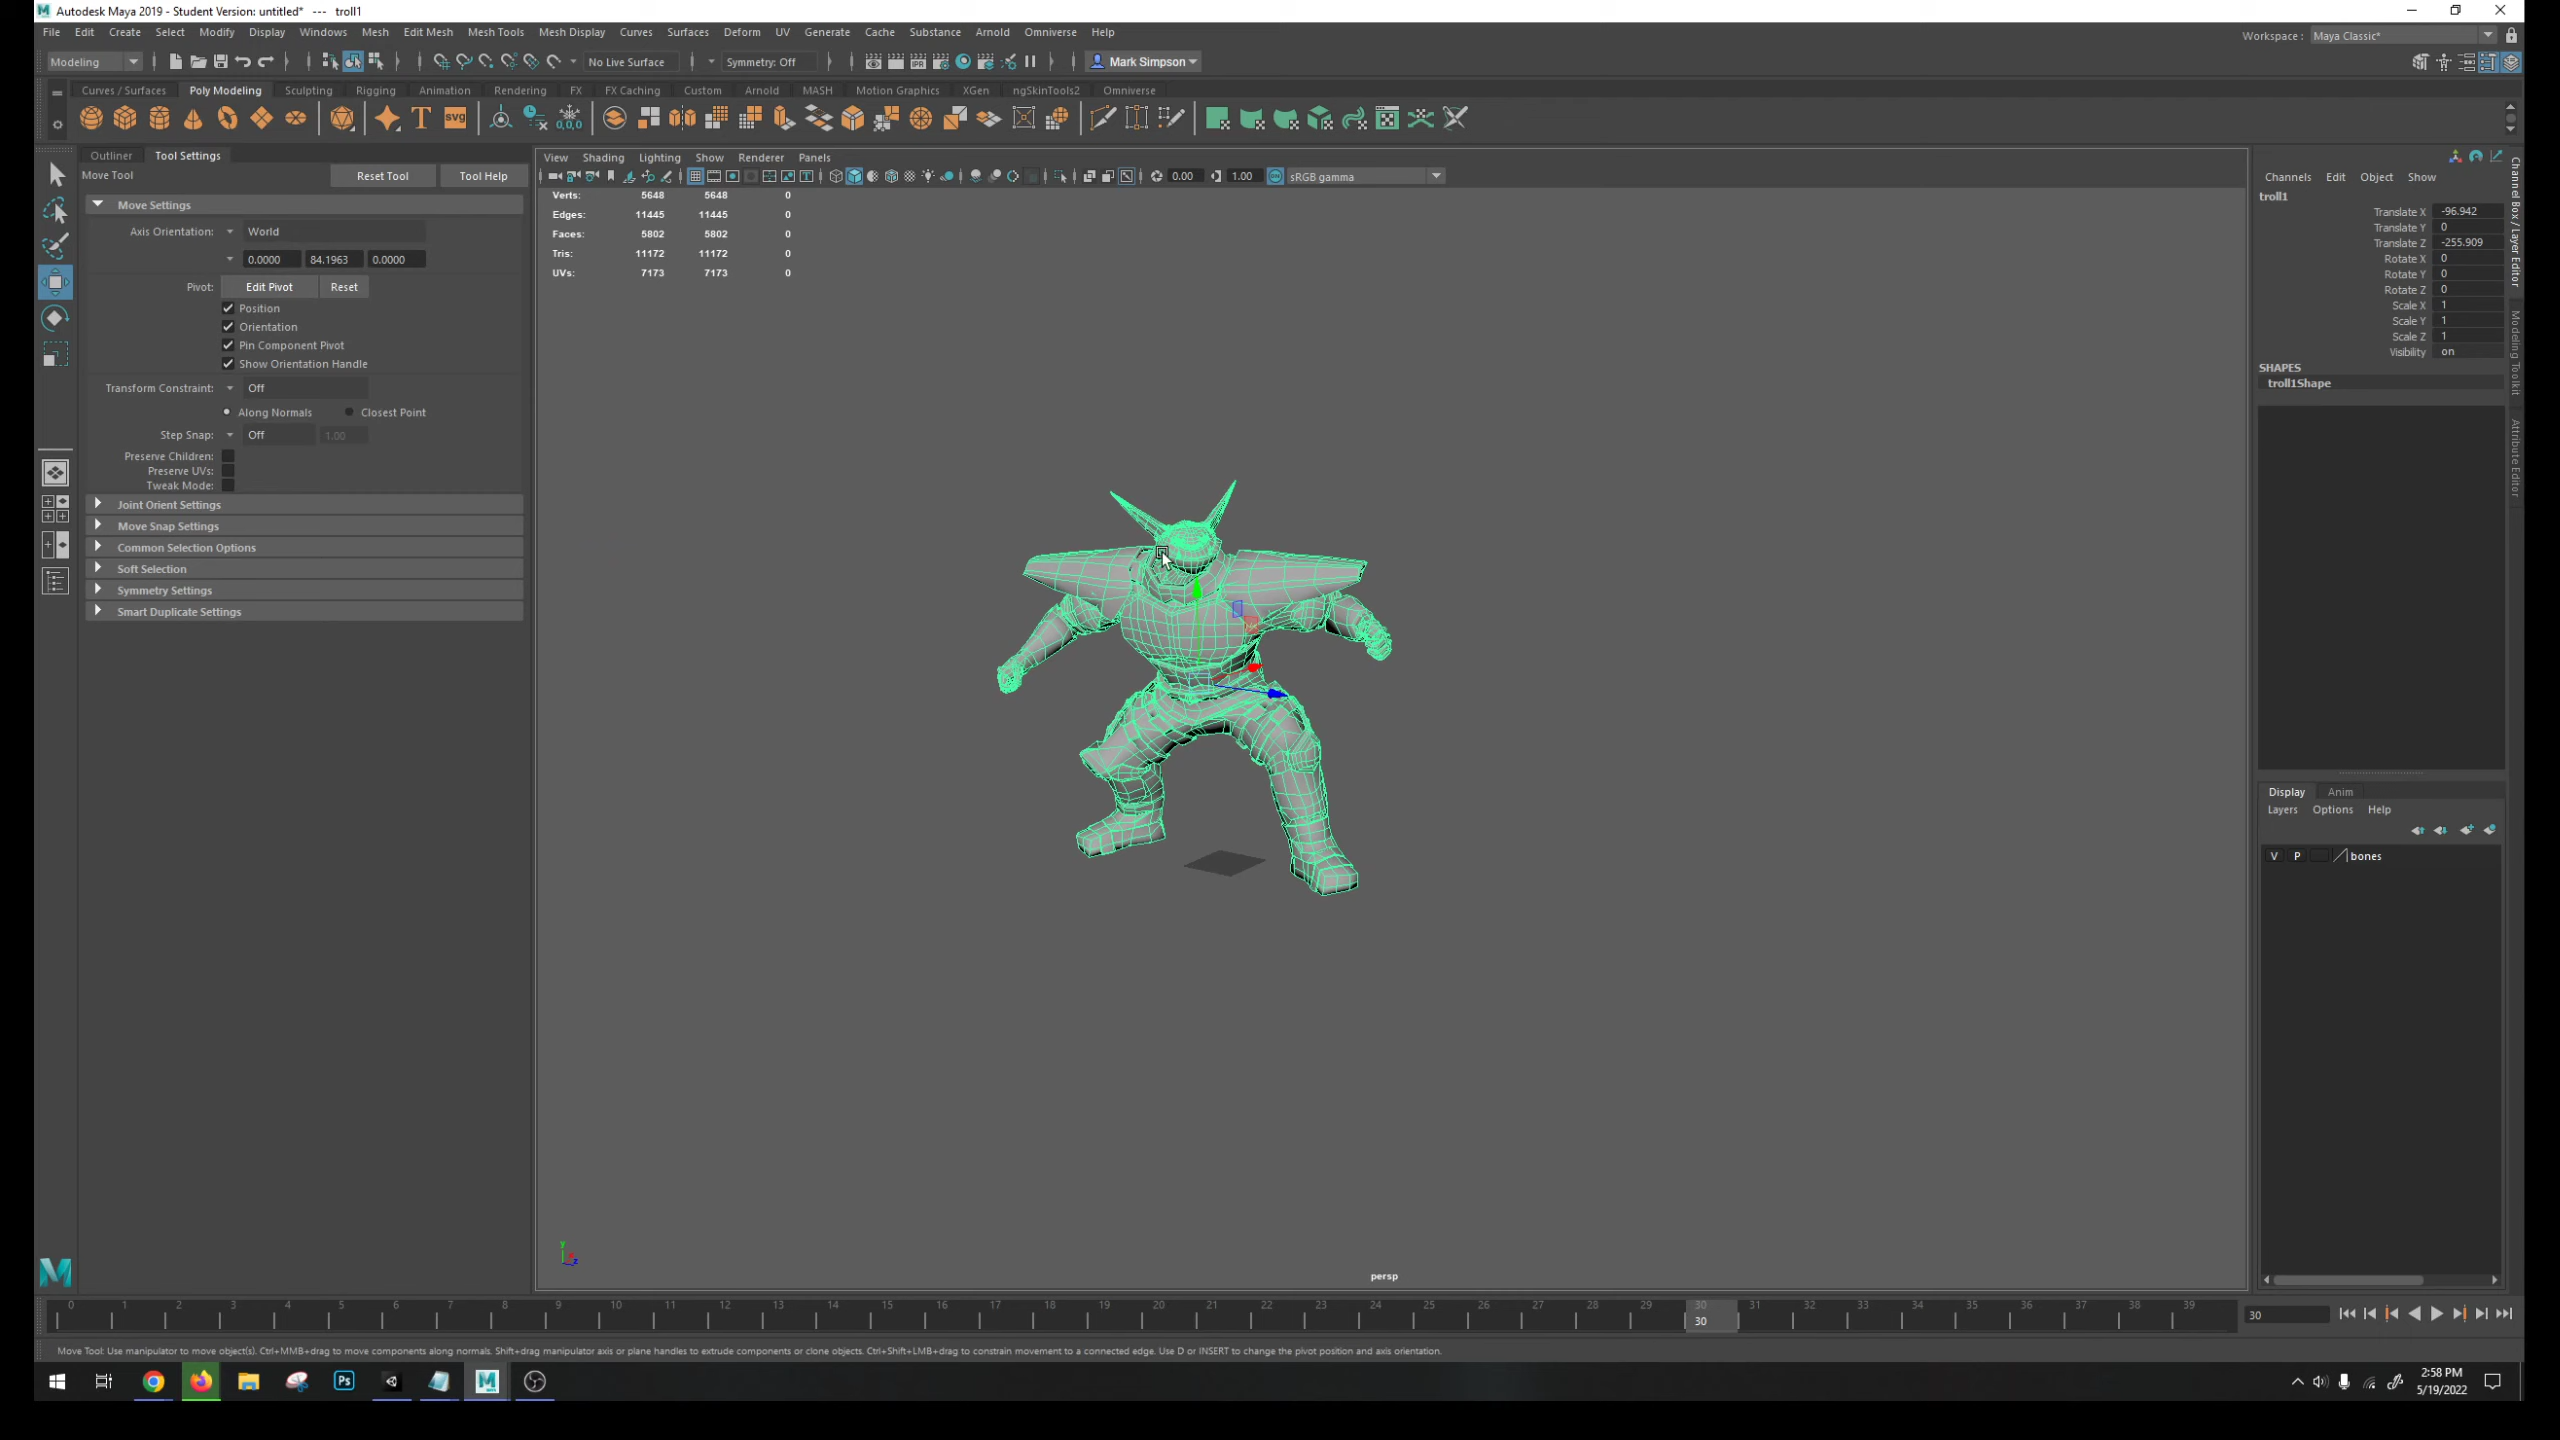 Autodesk Maya 2019 - Student Version: untitled* --- troll1
File Edit Create Select Modify Display Windows Mesh Edit Mesh Mesh Tools Mesh Display Curves Surfaces Deform UV Generate Cache Substance Arnold Omniverse Help
Workspace : Maya Classic*
Modeling No Live Surface Symmetry: Off Mark Simpson
Curves / Surfaces Poly Modeling Sculpting Rigging Animation Rendering FX FX Caching Custom Arnold MASH Motion Graphics XGen ngSkinTools2 Omniverse
Outliner Tool Settings
Move Tool Reset Tool Tool Help
Move Settings
Axis Orientation: World
0.0000 84.1963 0.0000
Pivot: Edit Pivot Reset
Position
Orientation
Pin Component Pivot
Show Orientation Handle
Transform Constraint: Off
Along Normals Closest Point
Step Snap: Off 1.00
Preserve Children:
Preserve UVs:
Tweak Mode:
Joint Orient Settings
Move Snap Settings
Common Selection Options
Soft Selection
Symmetry Settings
Smart Duplicate Settings
View Shading Lighting Show Renderer Panels
0.00 1.00 sRGB gamma
Verts: 5648 5648 0
Edges: 11445 11445 0
Faces: 5802 5802 0
Tris: 11172 11172 0
UVs: 7173 7173 0
persp
Channels Edit Object Show
troll1
Translate X -96.942
Translate Y 0
Translate Z -255.909
Rotate X 0
Rotate Y 0
Rotate Z 0
Scale X 1
Scale Y 1
Scale Z 1
Visibility on
SHAPES
troll1Shape
Channel Box / Layer Editor
Modeling Toolkit
Attribute Editor
Display Anim
Layers Options Help
V P bones
0 1 2 3 4 5 6 7 8 9 10 11 12 13 14 15 16 17 18 19 20 21 22 23 24 25 26 27 28 29 30 31 32 33 34 35 36 37 38 39
30
30
Move Tool: Use manipulator to move object(s). Ctrl+MMB+drag to move components along normals. Shift+drag manipulator axis or plane handles to extrude components or clone objects. Ctrl+Shift+LMB+drag to constrain movement to a connected edge. Use D or INSERT to change the pivot position and axis orientation.
2:58 PM
5/19/2022